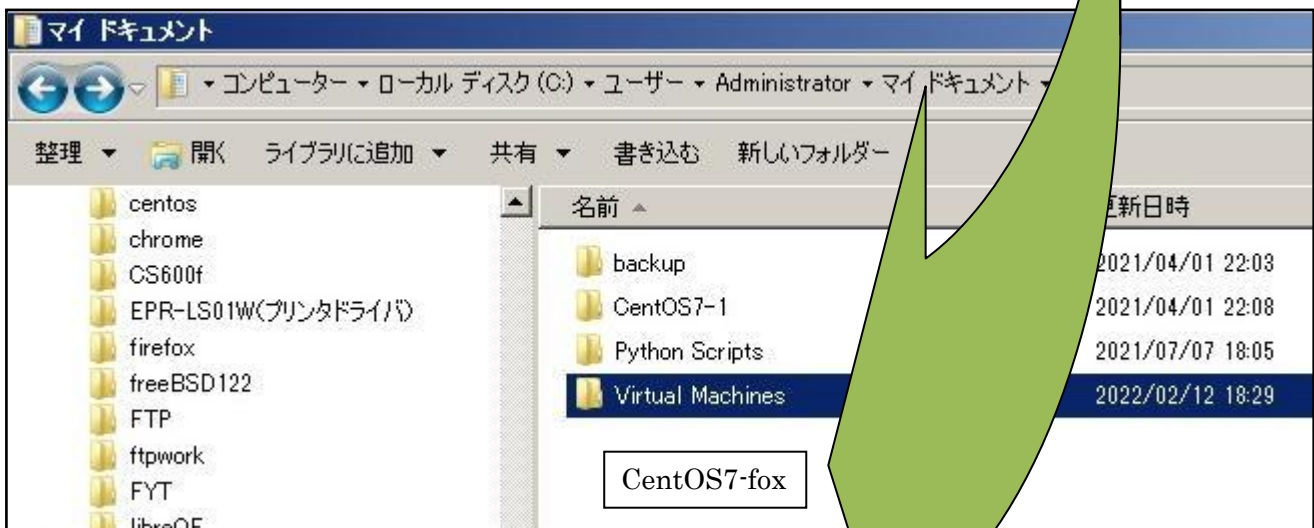 マイ ドキュメント
コンピューター ▾ ローカル ディスク (C:) ▾ ユーザー ▾ Administrator ▾ マイ ドキュメント ▾
整理 ▼ 開く ライブラリに追加 ▼ 共有 ▼ 書き込む 新しいフォルダー
centos
chrome
CS600f
EPR-LS01W(プリンタドライバ)
firefox
freeBSD122
FTP
ftpwork
FYT
名前 更新日時
backup 2021/04/01 22:03
CentOS7-1 2021/04/01 22:08
Python Scripts 2021/07/07 18:05
Virtual Machines 2022/02/12 18:29
CentOS7-fox